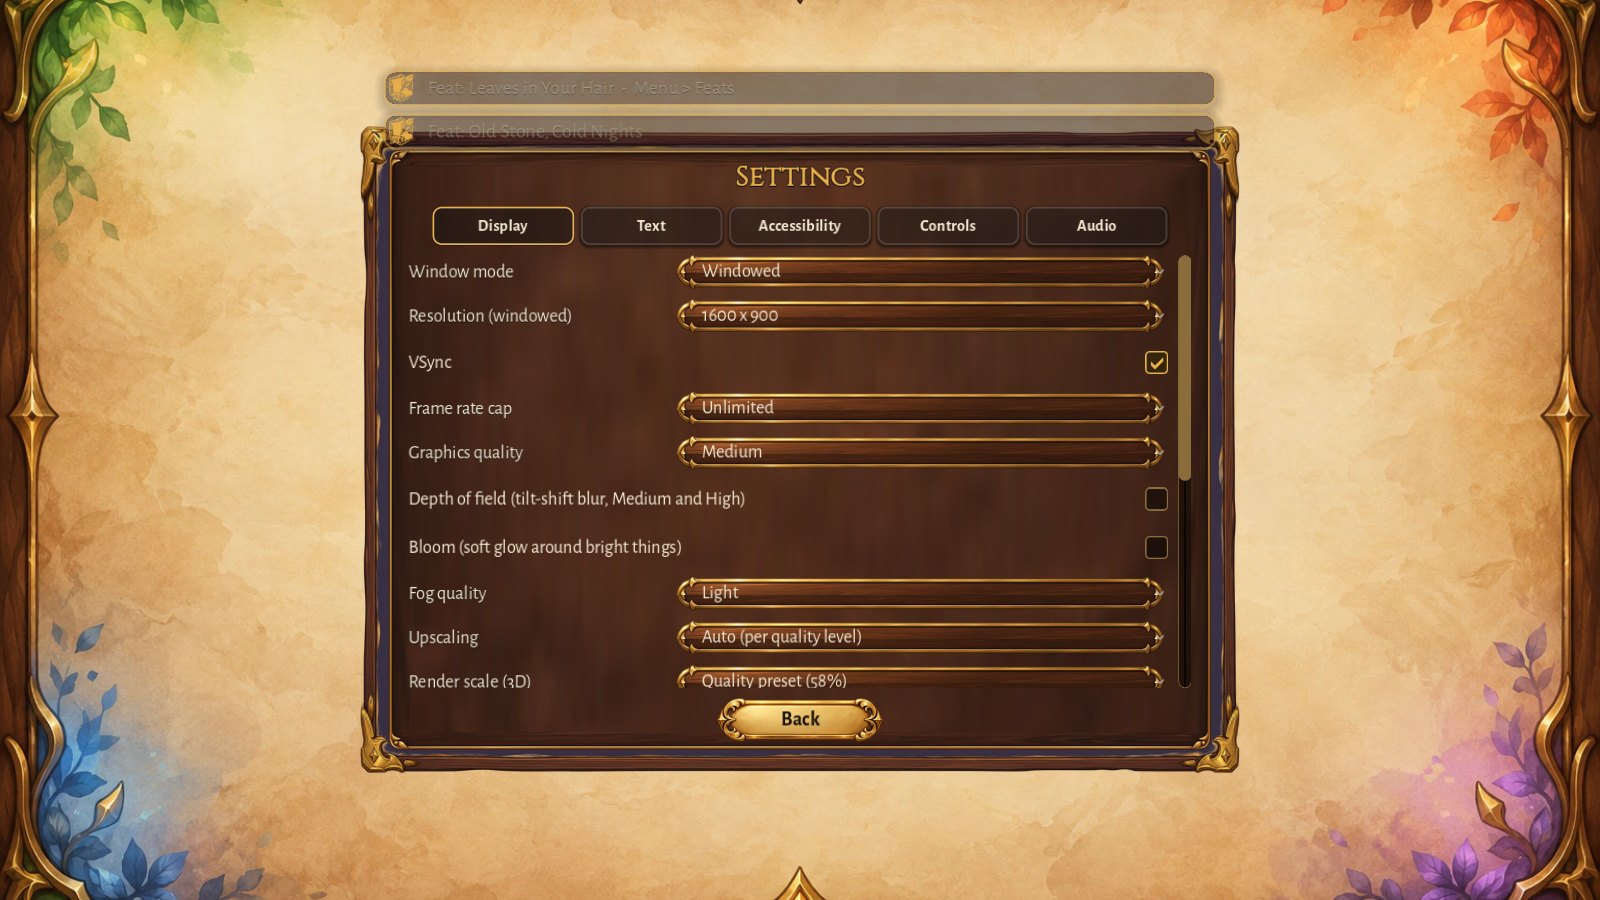 Feat: Leaves in Your Hair - Menu > Feats
Feat: Old Stone, Cold Nights
SETTINGS
Display
Text
Accessibility
Controls
Audio
Window mode
Windowed
Resolution (windowed)
1600 x 900
VSync
Frame rate cap
Unlimited
Graphics quality
Medium
Depth of field (tilt-shift blur, Medium and High)
Bloom (soft glow around bright things)
Fog quality
Light
Upscaling
Auto (per quality level)
Render scale (3D)
Quality preset (58%)
Back